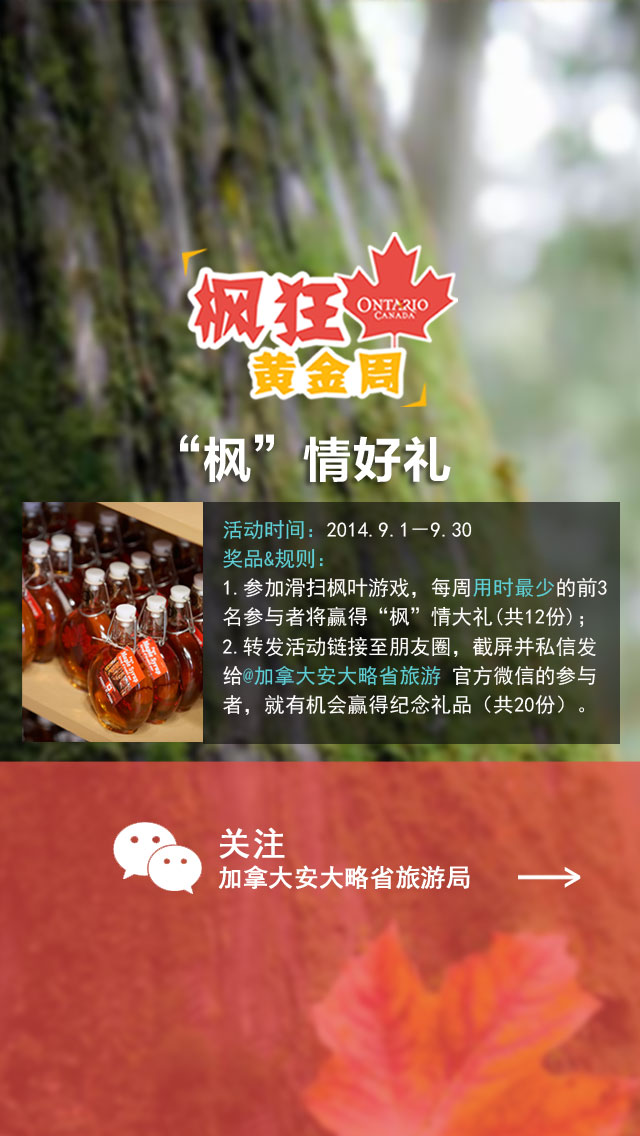 枫狂
ONTARIO
CANADA
黄金周
“枫”情好礼
活动时间：2014.9.1－9.30
奖品&规则：
1.参加滑扫枫叶游戏，每周用时最少的前3
名参与者将赢得“枫”情大礼(共12份)；
2.转发活动链接至朋友圈，截屏并私信发
给@加拿大安大略省旅游 官方微信的参与
者，就有机会赢得纪念礼品（共20份）。
关注
加拿大安大略省旅游局